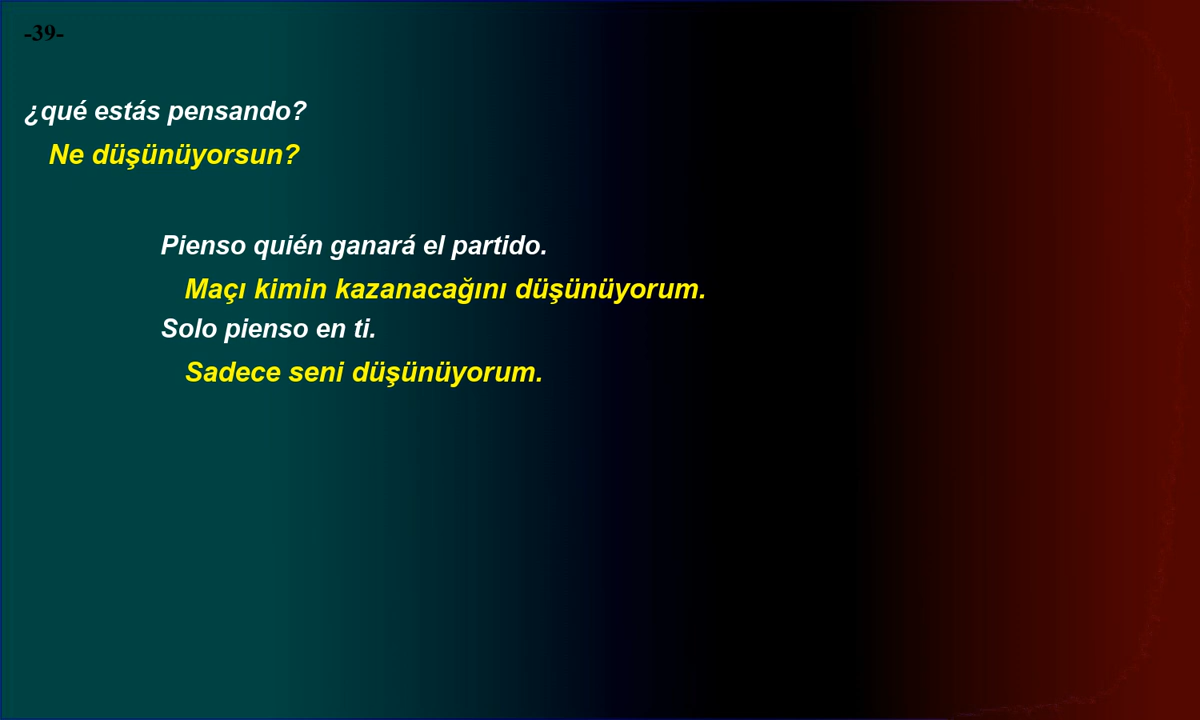 -39-
¿qué estás pensando?
Ne düşünüyorsun?
Pienso quién ganará el partido.
Maçı kimin kazanacağını düşünüyorum.
Solo pienso en ti.
Sadece seni düşünüyorum.